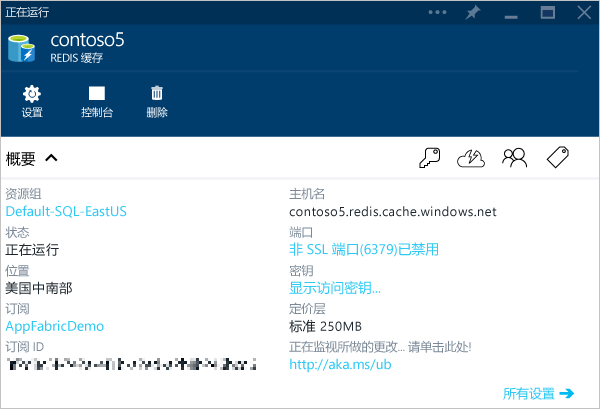 正在运行
contoso5
REDIS 缓存
设置
控制台
删除
概要
资源组
Default-SQL-EastUS
状态
正在运行
位置
美国中南部
订阅
AppFabricDemo
订阅 ID
主机名
contoso5.redis.cache.windows.net
端口
非 SSL 端口(6379)已禁用
密钥
显示访问密钥...
定价层
标准 250MB
正在监视所做的更改... 请单击此处!
http://aka.ms/ub
所有设置